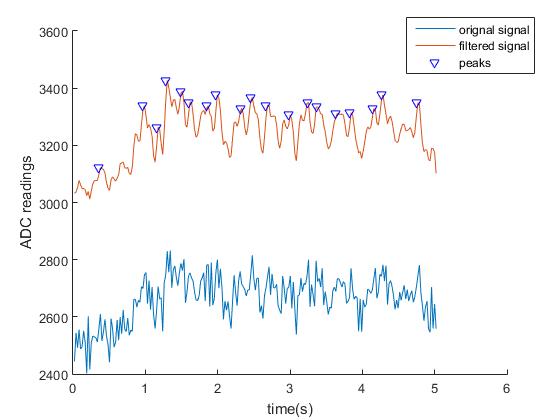 orignal signal
filtered signal
peaks
3600
3400
3200
3000
2800
2600
2400
ADC readings
0 1 2 3 4 5 6
time(s)